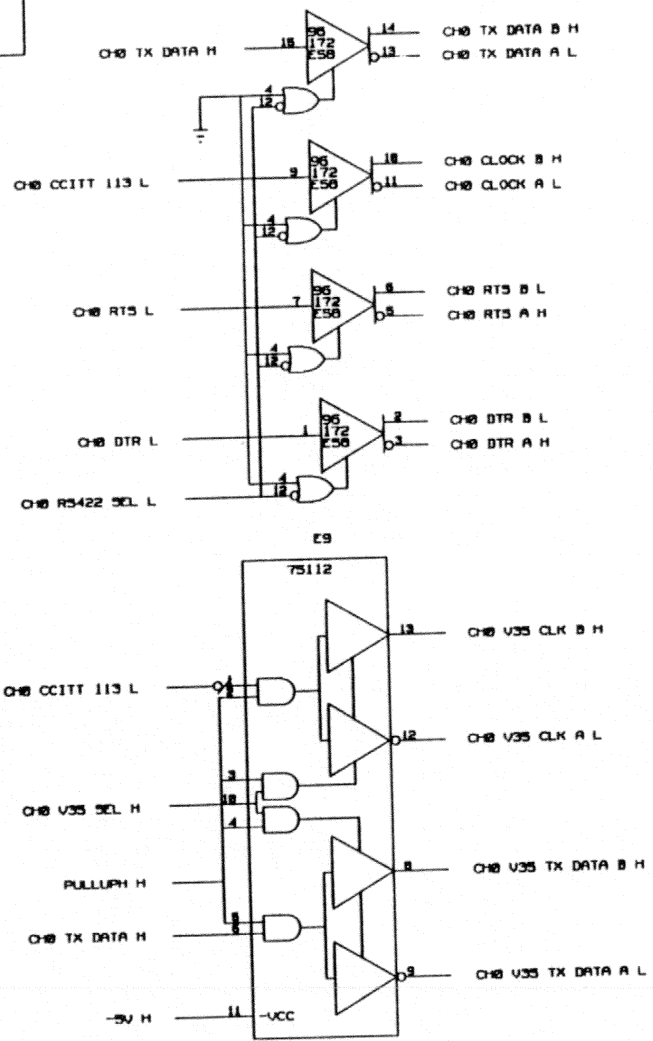 14 CH0 TX DATA B H
CH0 TX DATA H 15 96 13 CH0 TX DATA A L
172
E58
4
12
10 CH0 CLOCK B H
CH0 CCITT 113 L 9 96 11 CH0 CLOCK A L
172
E58
4
12
6 CH0 RTS B L
CH0 RTS L 7 96 5 CH0 RTS A H
172
E58
4
12
2 CH0 DTR B L
CH0 DTR L 1 96 3 CH0 DTR A H
172
E58
4
12
CH0 RS422 SEL L
E9
75112
13 CH0 V35 CLK B H
CH0 CCITT 113 L 1
2
12 CH0 V35 CLK A L
3
CH0 V35 SEL H 10
4
8 CH0 V35 TX DATA B H
PULLUPH H
5
CH0 TX DATA H 6
9 CH0 V35 TX DATA A L
-5V H 11 -VCC